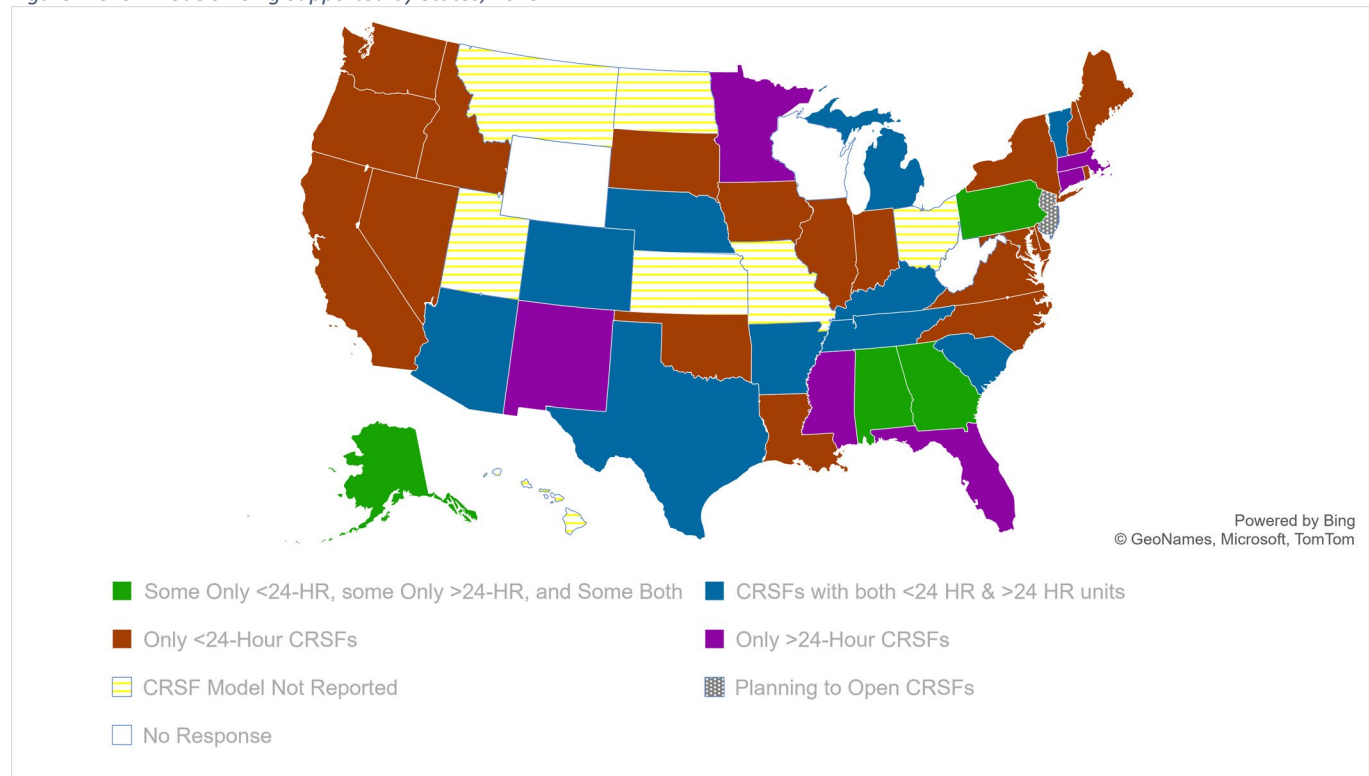 Powered by Bing
© GeoNames, Microsoft, TomTom
Some Only <24-HR, some Only >24-HR, and Some Both
CRSFs with both <24 HR & >24 HR units
Only <24-Hour CRSFs
Only >24-Hour CRSFs
CRSF Model Not Reported
Planning to Open CRSFs
No Response